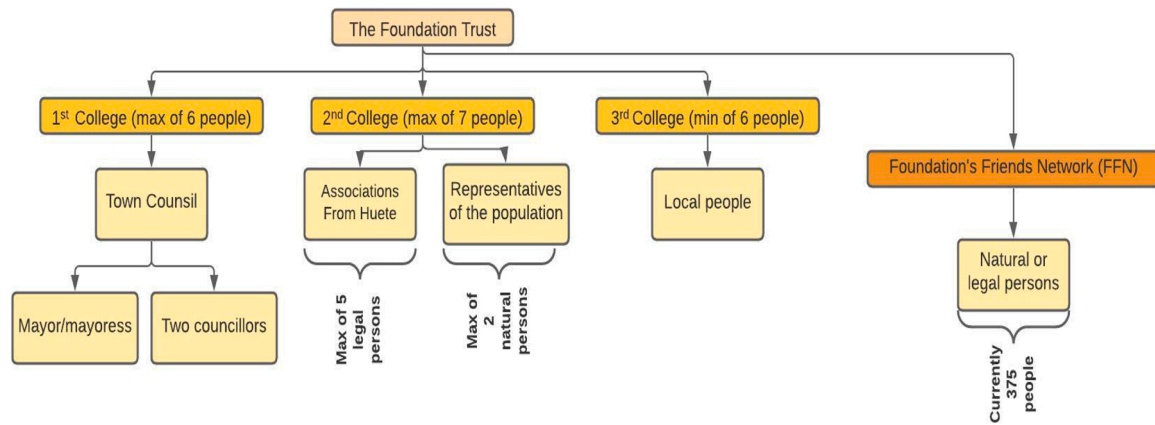 The Foundation Trust
1st College (max of 6 people)
2nd College (max of 7 people)
3rd College (min of 6 people)
Foundation's Friends Network (FFN)
Town Counsil
Associations
From Huete
Representatives
of the population
Local people
Natural or
legal persons
Mayor/mayoress
Two councillors
Max of 5
legal
persons
Max of
2
natural
persons
Currently
375
people